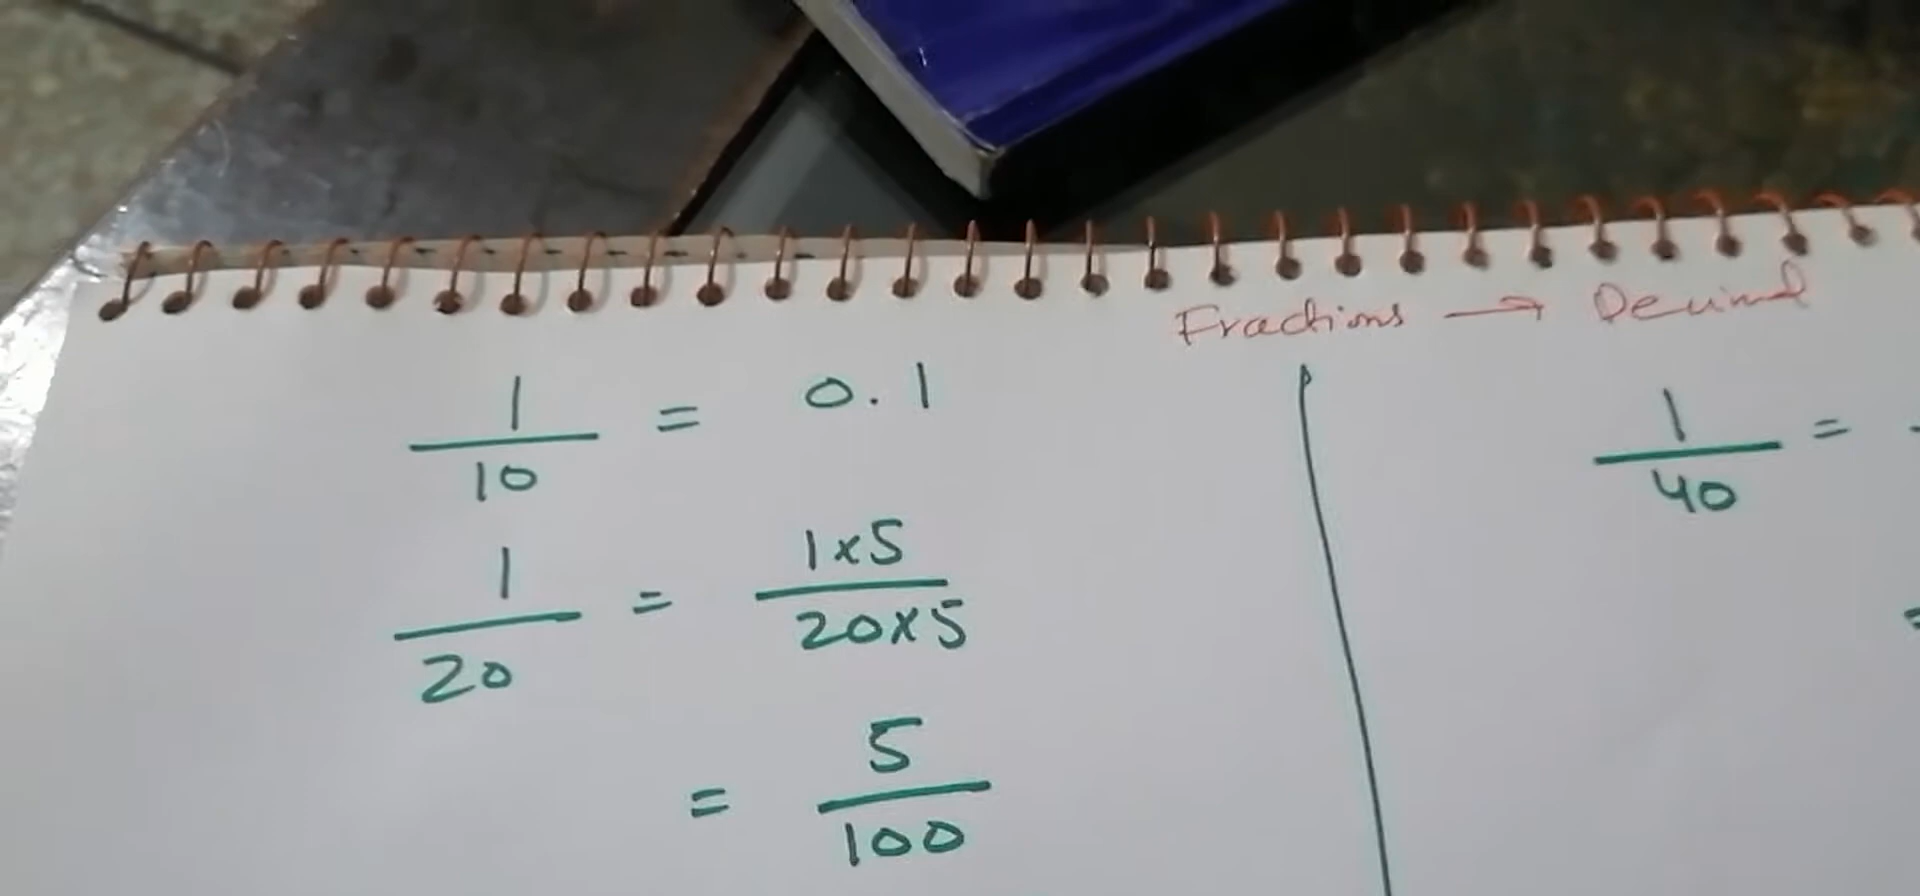 Fractions → Decimal
1/10 = 0.1
1/20 = 1×5/20×5
= 5/100
1/40 =
=